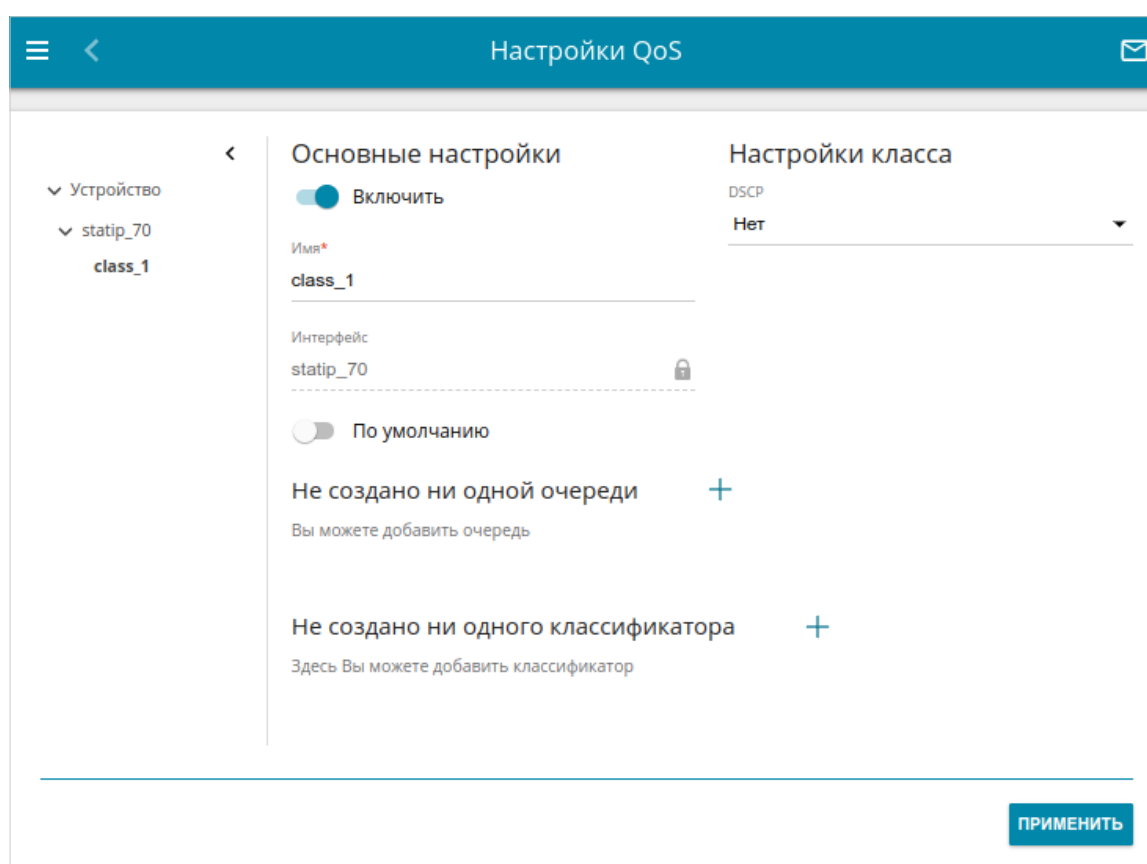 Настройки QoS
Устройство
statip_70
class_1
Основные настройки
Включить
Имя*
class_1
Интерфейс
statip_70
По умолчанию
Не создано ни одной очереди
Вы можете добавить очередь
Не создано ни одного классификатора
Здесь Вы можете добавить классификатор
Настройки класса
DSCP
Нет
ПРИМЕНИТЬ